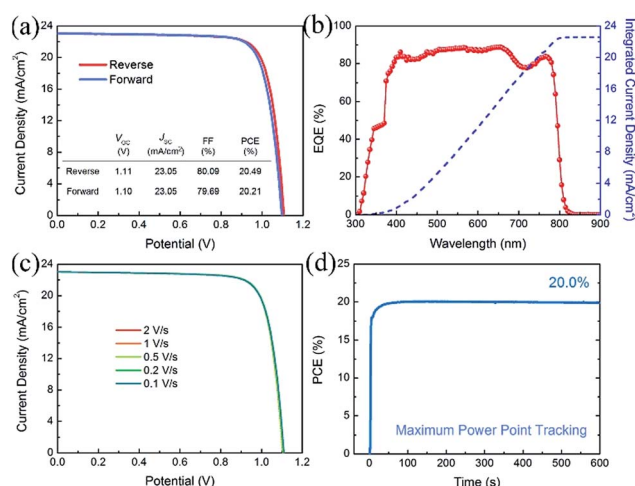 (a)
24
20
16
12
8
4
0
Current Density (mA/cm²)
Reverse
Forward
V_OC (V) J_SC (mA/cm²) FF (%) PCE (%)
Reverse 1.11 23.05 80.09 20.49
Forward 1.10 23.05 79.69 20.21
0.0 0.2 0.4 0.6 0.8 1.0 1.2
Potential (V)
(b)
100
80
60
40
20
0
EQE (%)
24
20
16
12
8
4
0
Integrated Current Density (mA/cm²)
300 400 500 600 700 800 900
Wavelength (nm)
(c)
24
20
16
12
8
4
0
Current Density (mA/cm²)
2 V/s
1 V/s
0.5 V/s
0.2 V/s
0.1 V/s
0.0 0.2 0.4 0.6 0.8 1.0 1.2
Potential (V)
(d)
25
20
15
10
5
0
PCE (%)
20.0%
Maximum Power Point Tracking
0 100 200 300 400 500 600
Time (s)